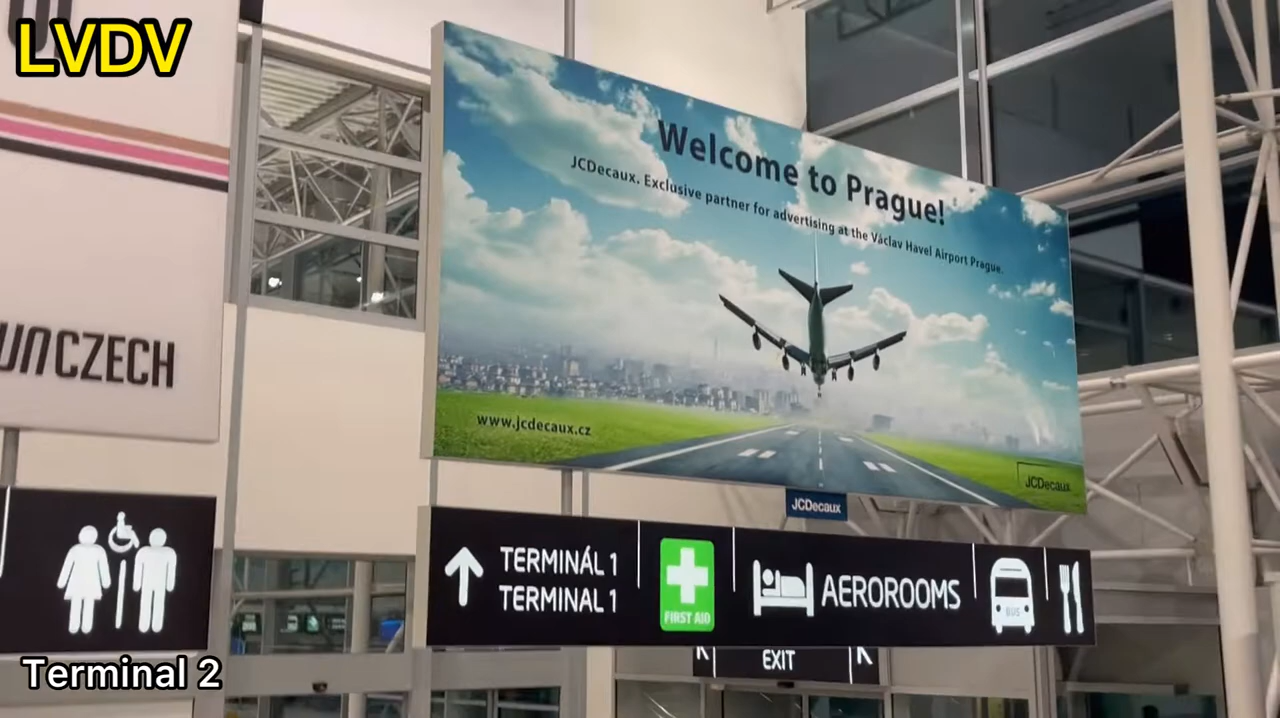 LVDV
Welcome to Prague!
JCDecaux. Exclusive partner for advertising at the Václav Havel Airport Prague.
CZECH
www.jcdecaux.cz
JCDecaux
JCDecaux
TERMINÁL 1
TERMINAL 1
FIRST AID
AEROROOMS
BUS
EXIT
Terminal 2